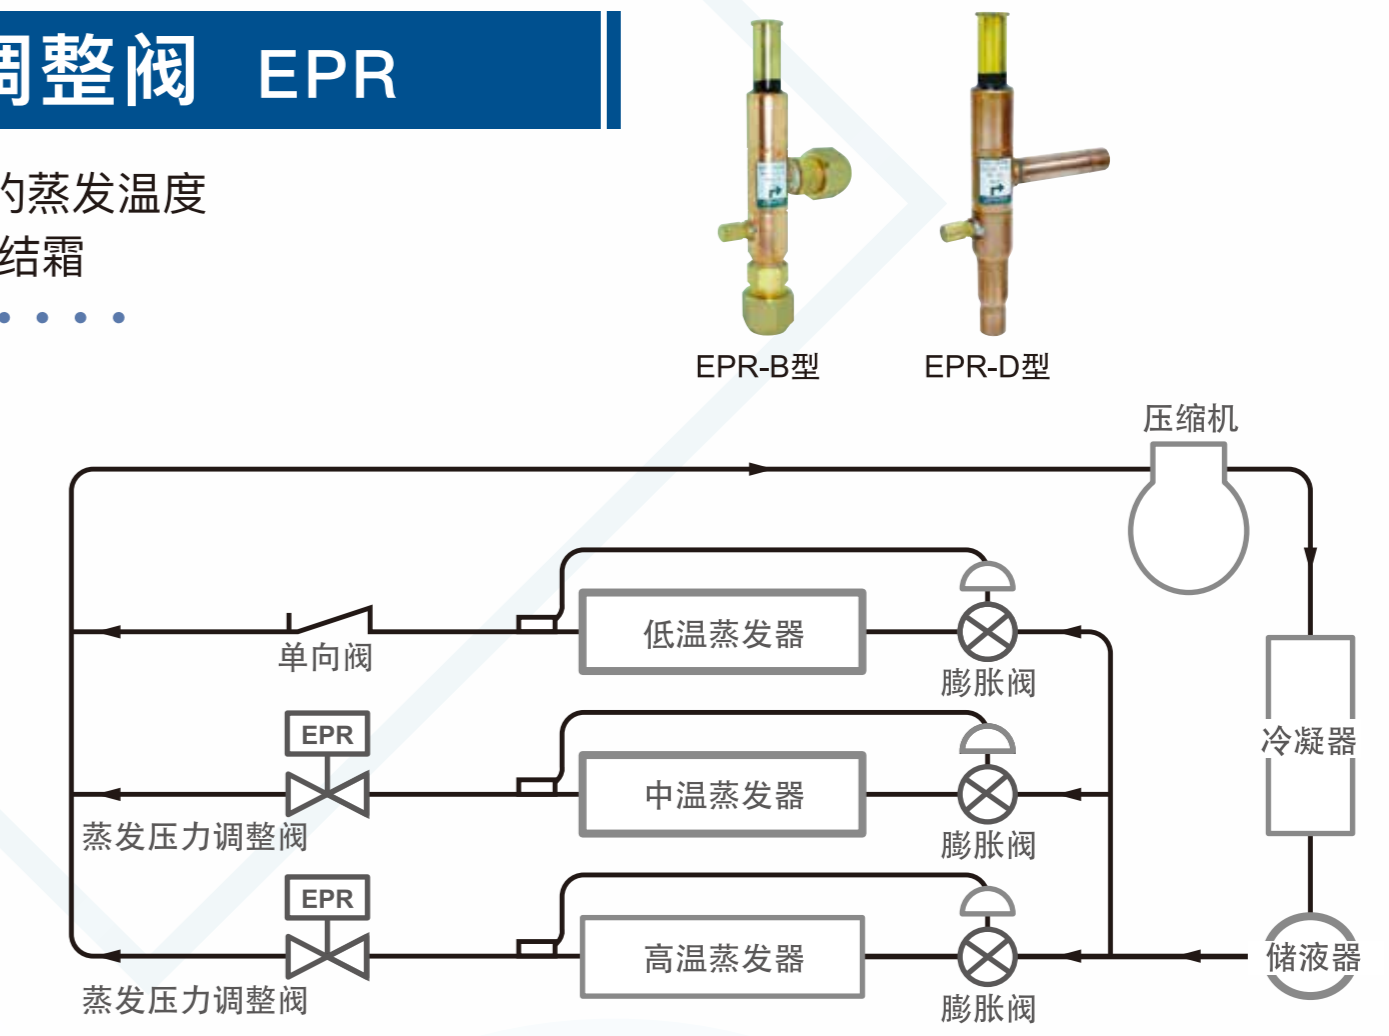 调整阀 EPR
的蒸发温度
结霜
EPR-B型
EPR-D型
压缩机
低温蒸发器
单向阀
膨胀阀
EPR
中温蒸发器
冷凝器
蒸发压力调整阀
膨胀阀
EPR
高温蒸发器
储液器
蒸发压力调整阀
膨胀阀